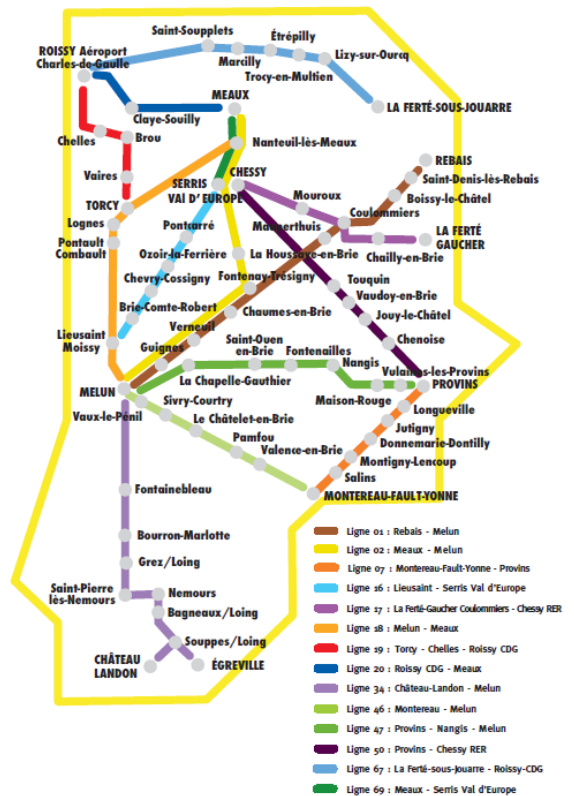 Saint-Soupplets
Étrépilly
ROISSY Aéroport
Charles-de-Gaulle
Marcilly
Lizy-sur-Ourcq
Trocy-en-Multien
MEAUX
LA FERTÉ-SOUS-JOUARRE
Claye-Souilly
Chelles
Brou
Nanteuil-lès-Meaux
REBAIS
Vaires
SERRIS
VAL D'EUROPE
CHESSY
Saint-Denis-lès-Rebais
Mouroux
Boissy-le-Châtel
TORCY
Coulommiers
Lognes
Pontcarré
Mauperthuis
LA FERTÉ
GAUCHER
Pontault
Combault
Ozoir-la-Ferrière
La Houssaye-en-Brie
Chailly-en-Brie
Chevry-Cossigny
Fontenay-Trésigny
Touquin
Vaudoy-en-Brie
Brie-Comte-Robert
Chaumes-en-Brie
Jouy-le-Châtel
Lieusaint
Moissy
Verneuil
Chenoise
Guignes
Saint-Ouen
en-Brie
Fontenailles
Nangis
Vulaines-les-Provins
MELUN
La Chapelle-Gauthier
PROVINS
Maison-Rouge
Vaux-le-Pénil
Sivry-Courtry
Longueville
Le Châtelet-en-Brie
Jutigny
Pamfou
Donnemarie-Dontilly
Valence-en-Brie
Montigny-Lencoup
Salins
Fontainebleau
MONTEREAU-FAULT-YONNE
Bourron-Marlotte
Grez/Loing
Saint-Pierre
lès-Nemours
Nemours
Bagneaux/Loing
Souppes/Loing
CHÂTEAU
LANDON
ÉGREVILLE
Ligne 01 : Rebais - Melun
Ligne 02 : Meaux - Melun
Ligne 07 : Montereau-Fault-Yonne - Provins
Ligne 16 : Lieusaint - Serris Val d'Europe
Ligne 17 : La Ferté-Gaucher Coulommiers - Chessy RER
Ligne 18 : Melun - Meaux
Ligne 19 : Torcy - Chelles - Roissy CDG
Ligne 20 : Roissy CDG - Meaux
Ligne 34 : Château-Landon - Melun
Ligne 46 : Montereau - Melun
Ligne 47 : Provins - Nangis - Melun
Ligne 50 : Provins - Chessy RER
Ligne 67 : La Ferté-sous-Jouarre - Roissy-CDG
Ligne 69 : Meaux - Serris Val d'Europe